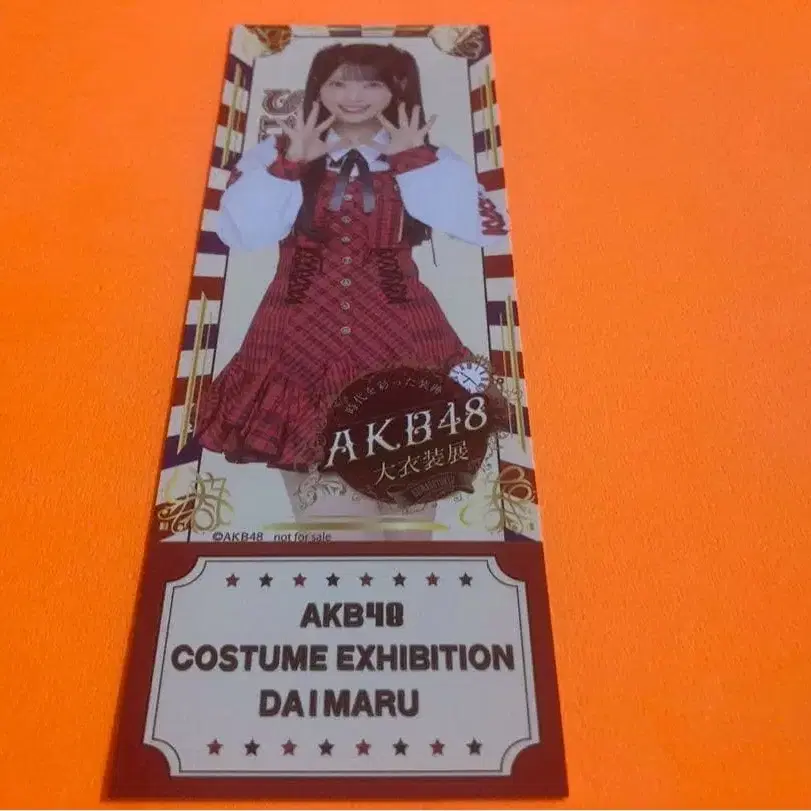 時代を彩った装跡
AKB48
大衣装展
©AKB48 not for sale
AKB48
COSTUME EXHIBITION
DAIMARU